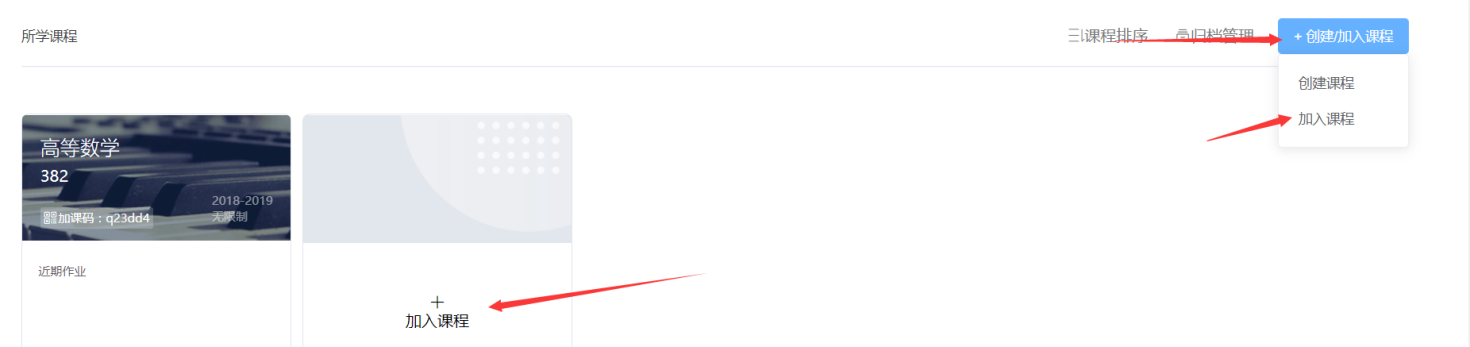 所学课程
课程排序 归档管理 + 创建/加入课程
创建课程
加入课程
高等数学
382
2018-2019
加课码：q23dd4 无限制
近期作业
+
加入课程